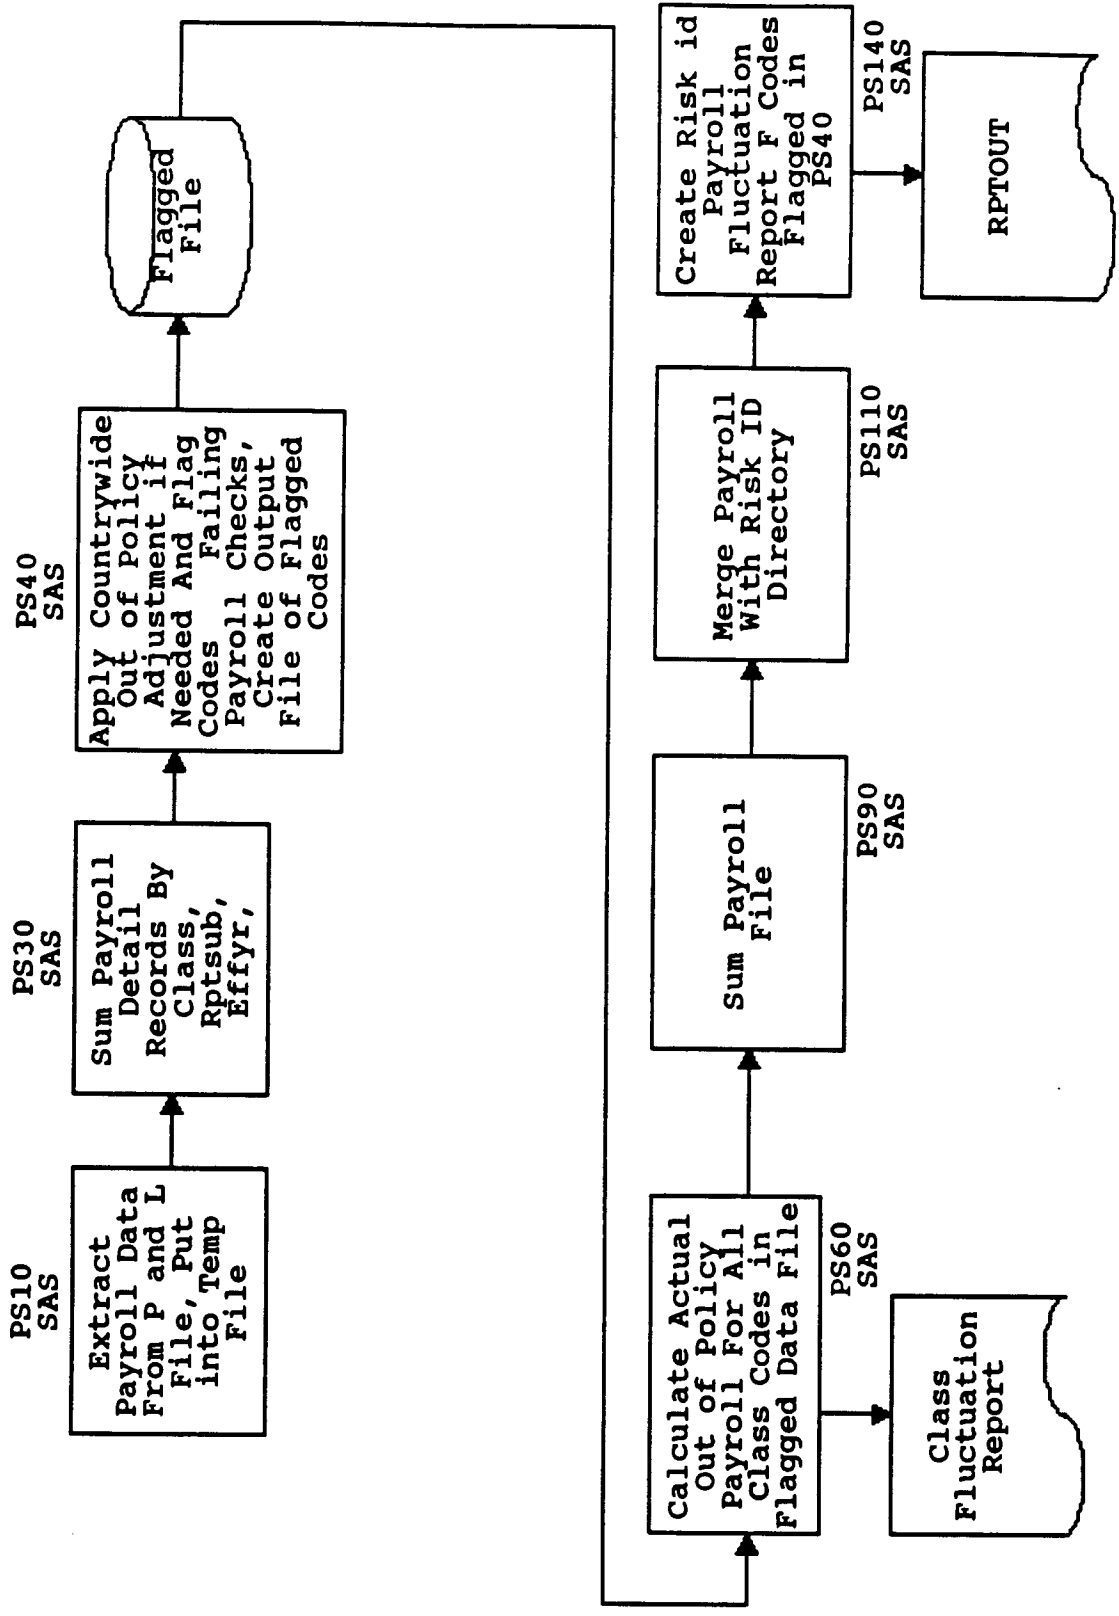 PS10
SAS
Extract
Payroll Data
From P and L
File, Put
into Temp
File
PS30
SAS
Sum Payroll
Detail
Records By
Class,
Rptsub,
Effyr,
PS40
SAS
Apply Countrywide
Out of Policy
Adjustment if
Needed And Flag
Codes Failing
Payroll Checks,
Create Output
File of Flagged
Codes
Flagged
File
Calculate Actual
Out of Policy
Payroll For All
Class Codes in
Flagged Data File
PS60
SAS
Class
Fluctuation
Report
Sum Payroll
File
PS90
SAS
Merge Payroll
With Risk ID
Directory
PS110
SAS
Create Risk id
Payroll
Fluctuation
Report F Codes
Flagged in
PS40
PS140
SAS
RPTOUT